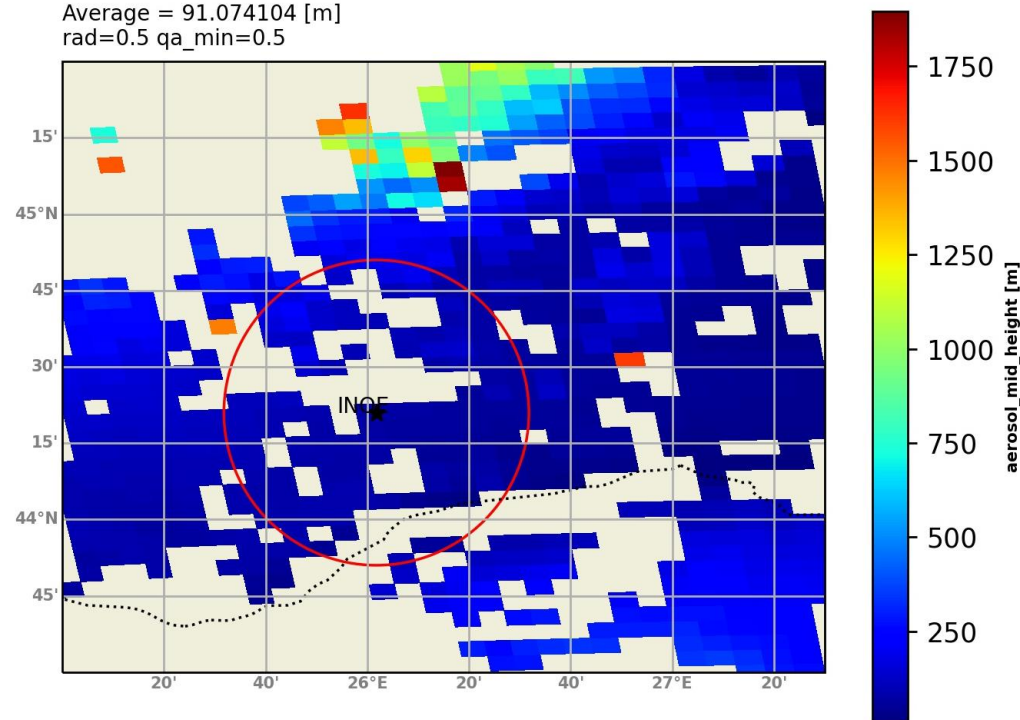 Average = 91.074104 [m]
rad=0.5 qa_min=0.5
15'
45°N
45'
30'
15'
44°N
45'
INOE
20'
40'
26°E
20'
40'
27°E
20'
1750
1500
1250
1000
750
500
250
aerosol_mid_height [m]